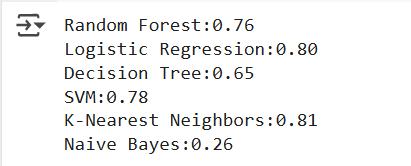 Random Forest:0.76
Logistic Regression:0.80
Decision Tree:0.65
SVM:0.78
K-Nearest Neighbors:0.81
Naive Bayes:0.26